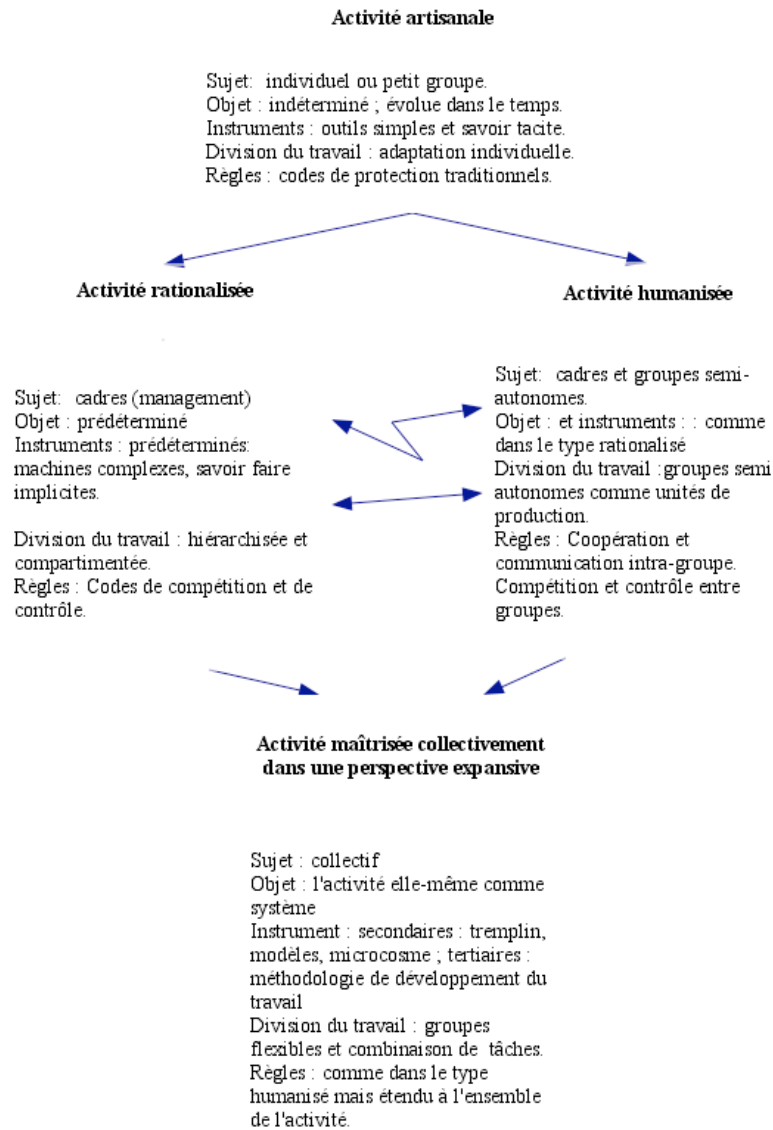 Activité artisanale
Sujet: individuel ou petit groupe.
Objet : indéterminé ; évolue dans le temps.
Instruments : outils simples et savoir tacite.
Division du travail : adaptation individuelle.
Règles : codes de protection traditionnels.
Activité rationalisée
Sujet: cadres (management)
Objet : prédéterminé
Instruments : prédéterminés:
machines complexes, savoir faire
implicites.
Division du travail : hiérarchisée et
compartimentée.
Règles : Codes de compétition et de
contrôle.
Activité humanisée
Sujet: cadres et groupes semi-
autonomes.
Objet : et instruments : : comme
dans le type rationalisé
Division du travail :groupes semi
autonomes comme unités de
production.
Règles : Coopération et
communication intra-groupe.
Compétition et contrôle entre
groupes.
Activité maîtrisée collectivement
dans une perspective expansive
Sujet : collectif
Objet : l'activité elle-même comme
système
Instrument : secondaires : tremplin,
modèles, microcosme ; tertiaires :
méthodologie de développement du
travail
Division du travail : groupes
flexibles et combinaison de tâches.
Règles : comme dans le type
humanisé mais étendu à l'ensemble
de l'activité.